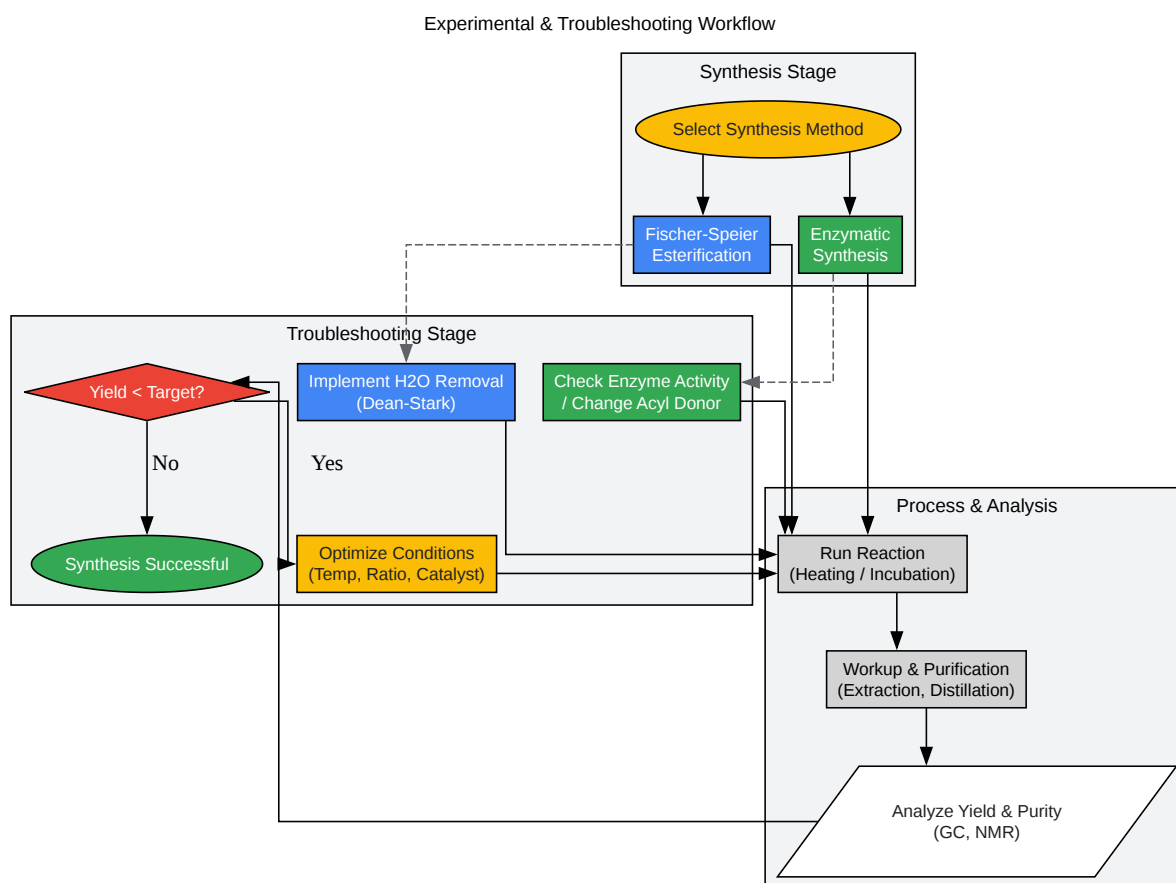 Experimental & Troubleshooting Workflow
Synthesis Stage
Select Synthesis Method
Fischer-Speier
Esterification
Enzymatic
Synthesis
Troubleshooting Stage
Yield < Target?
Implement H2O Removal
(Dean-Stark)
Check Enzyme Activity
/ Change Acyl Donor
No
Yes
Synthesis Successful
Optimize Conditions
(Temp, Ratio, Catalyst)
Process & Analysis
Run Reaction
(Heating / Incubation)
Workup & Purification
(Extraction, Distillation)
Analyze Yield & Purity
(GC, NMR)